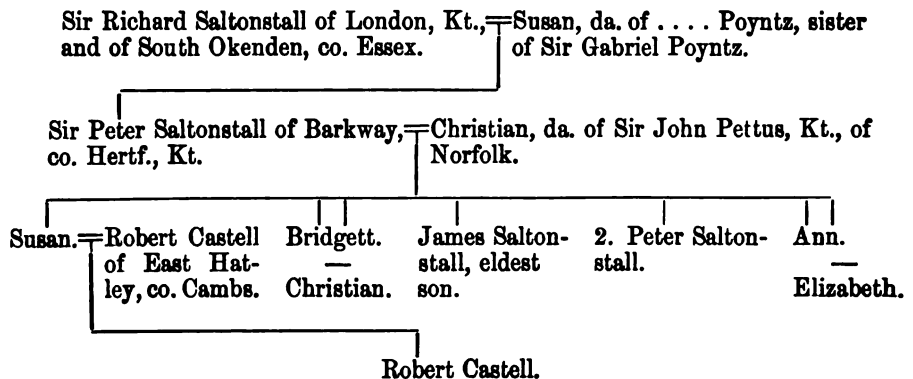 Sir Richard Saltonstall of London, Kt.,=Susan, da. of .... Poyntz, sister
and of South Okenden, co. Essex. of Sir Gabriel Poyntz.
Sir Peter Saltonstall of Barkway,=Christian, da. of Sir John Pettus, Kt., of
co. Hertf., Kt. Norfolk.
Susan.=Robert Castell
of East Hat-
ley, co. Cambs.
Bridgett.
—
Christian.
James Salton-
stall, eldest
son.
2. Peter Salton-
stall.
Ann.
—
Elizabeth.
Robert Castell.